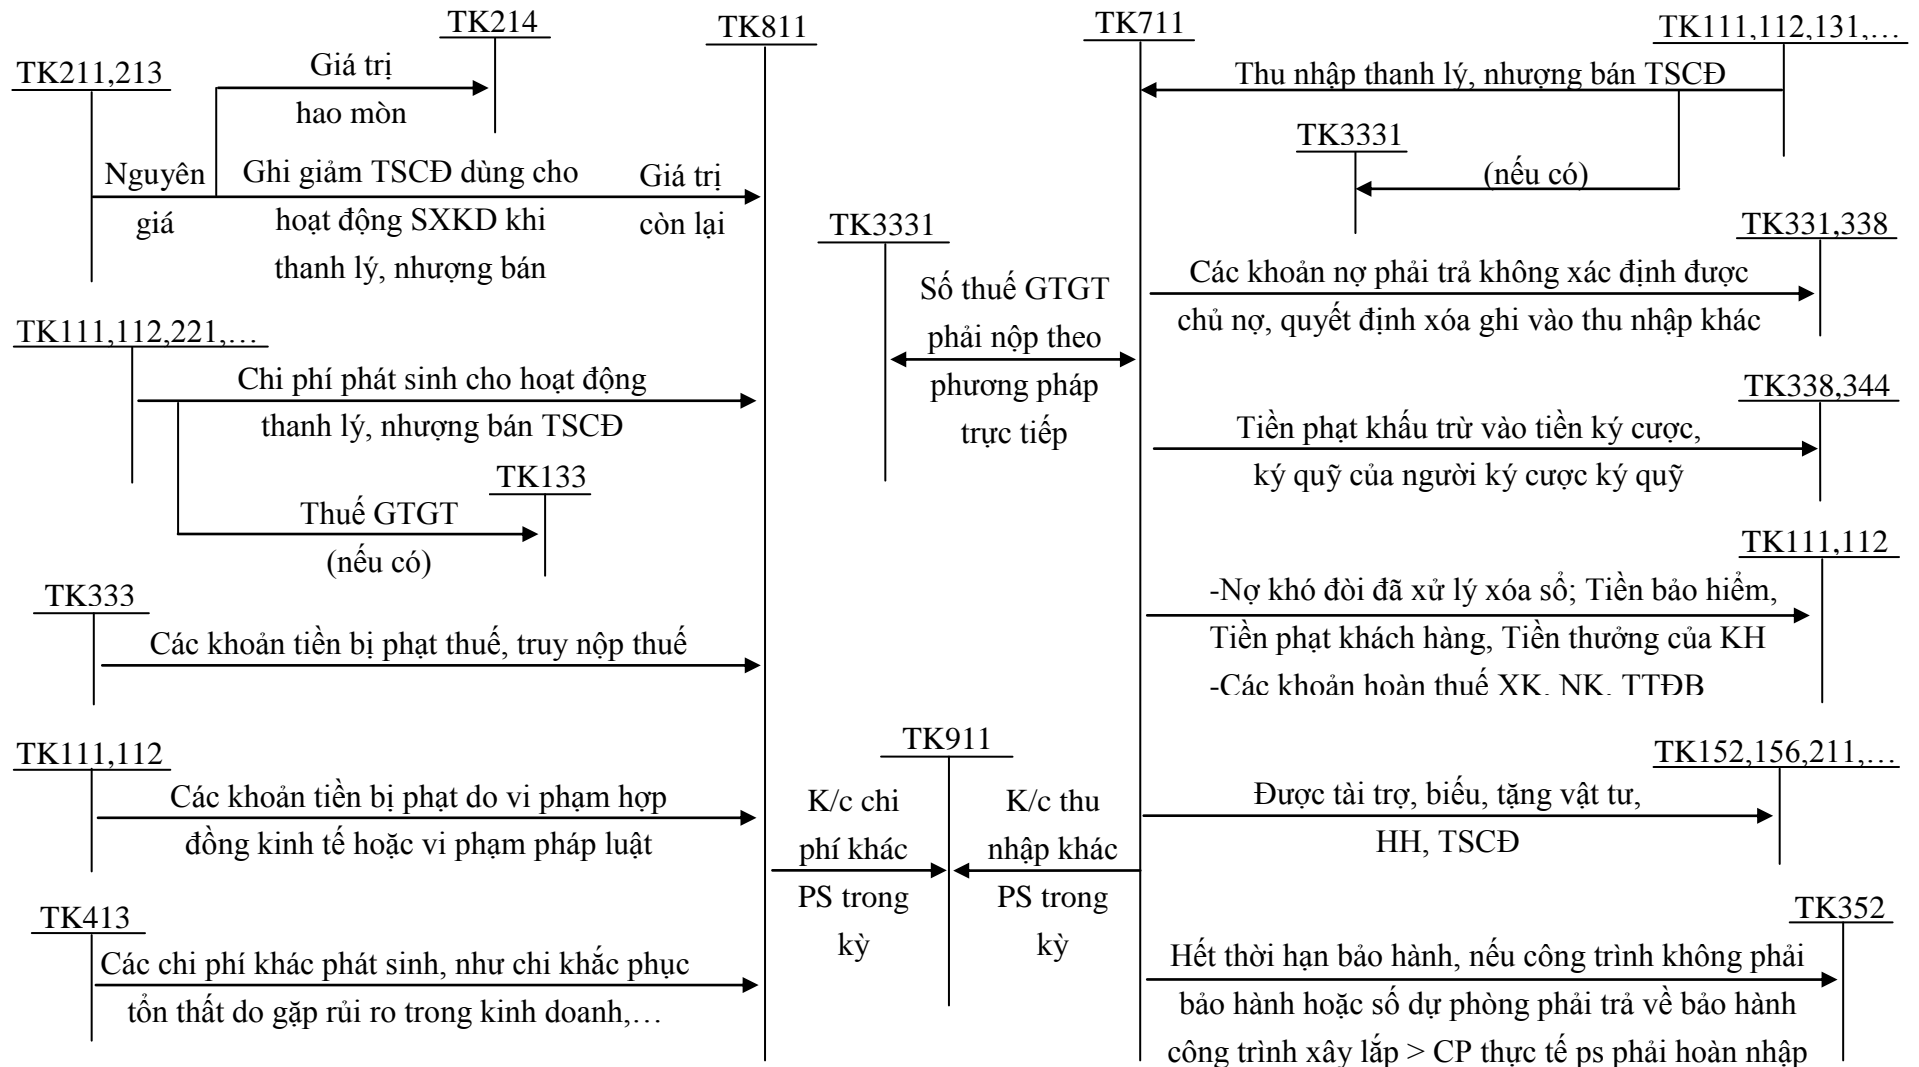 TK214
TK811
TK711
TK111,112,131,…
TK211,213
Giá trị
hao mòn
Thu nhập thanh lý, nhượng bán TSCĐ
TK3331
(nếu có)
Nguyên
giá
Ghi giảm TSCĐ dùng cho
hoạt động SXKD khi
thanh lý, nhượng bán
Giá trị
còn lại
TK3331
Số thuế GTGT
phải nộp theo
phương pháp
trực tiếp
TK331,338
Các khoản nợ phải trả không xác định được
chủ nợ, quyết định xóa ghi vào thu nhập khác
TK111,112,221,…
Chi phí phát sinh cho hoạt động
thanh lý, nhượng bán TSCĐ
TK133
Thuế GTGT
(nếu có)
TK338,344
Tiền phạt khấu trừ vào tiền ký cược,
ký quỹ của người ký cược ký quỹ
TK333
Các khoản tiền bị phạt thuế, truy nộp thuế
TK111,112
-Nợ khó đòi đã xử lý xóa sổ; Tiền bảo hiểm,
Tiền phạt khách hàng, Tiền thưởng của KH
-Các khoản hoàn thuế XK, NK, TTĐB
TK111,112
Các khoản tiền bị phạt do vi phạm hợp
đồng kinh tế hoặc vi phạm pháp luật
TK911
K/c chi
phí khác
PS trong
kỳ
K/c thu
nhập khác
PS trong
kỳ
TK152,156,211,…
Được tài trợ, biếu, tặng vật tư,
HH, TSCĐ
TK413
Các chi phí khác phát sinh, như chi khắc phục
tổn thất do gặp rủi ro trong kinh doanh,…
TK352
Hết thời hạn bảo hành, nếu công trình không phải
bảo hành hoặc số dự phòng phải trả về bảo hành
công trình xây lắp > CP thực tế ps phải hoàn nhập